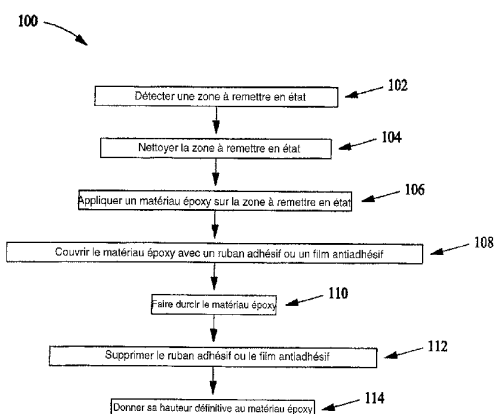 100
Détecter une zone à remettre en état
102
Nettoyer la zone à remettre en état
104
Appliquer un matériau époxy sur la zone à remettre en état
106
Couvrir le matériau époxy avec un ruban adhésif ou un film antiadhésif
108
Faire durcir le matériau époxy
110
Supprimer le ruban adhésif ou le film antiadhésif
112
Donner sa hauteur définitive au matériau époxy
114